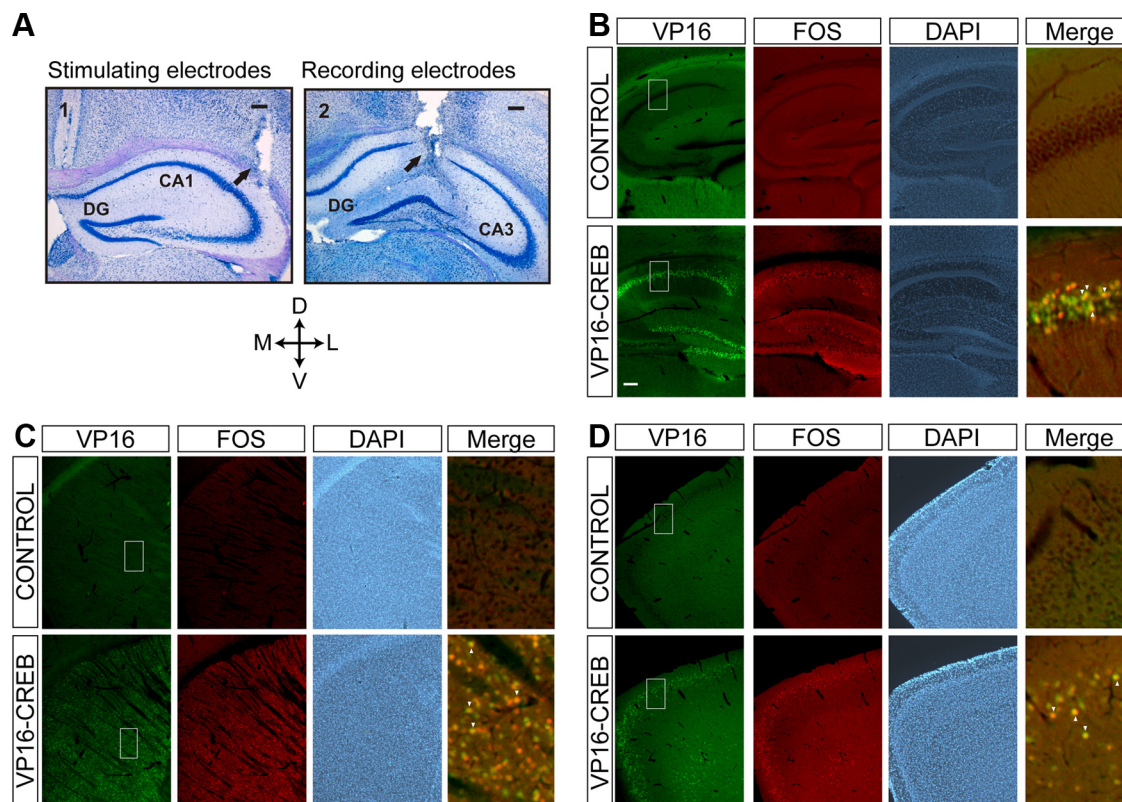 A
Stimulating electrodes
Recording electrodes
1
CA1
DG
2
DG
CA3
D
M L
V
B
VP16 FOS DAPI Merge
CONTROL
VP16-CREB
C
VP16 FOS DAPI Merge
CONTROL
VP16-CREB
D
VP16 FOS DAPI Merge
CONTROL
VP16-CREB